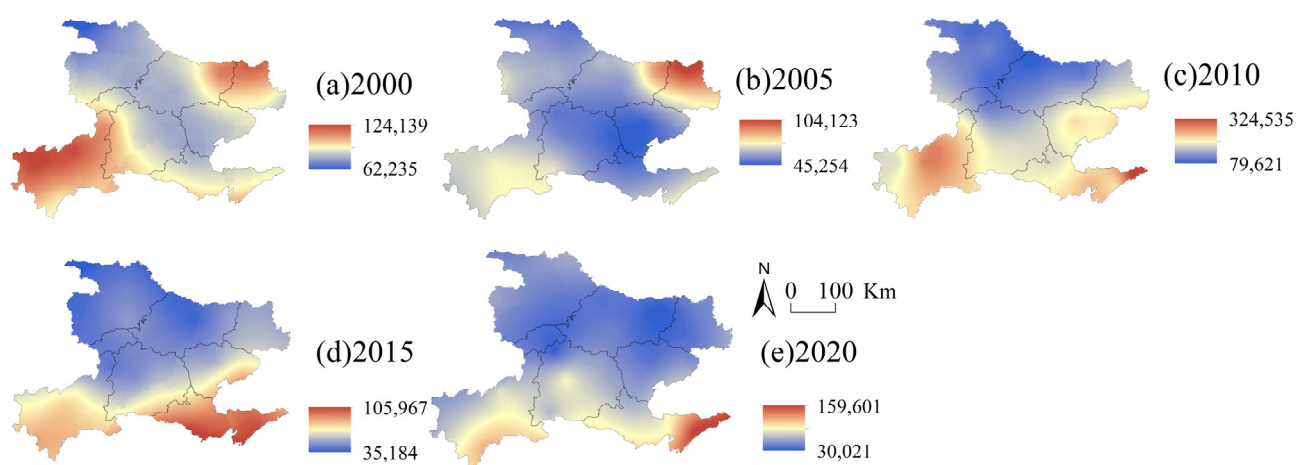 (a)2000
124,139
62,235
(b)2005
104,123
45,254
(c)2010
324,535
79,621
(d)2015
105,967
35,184
(e)2020
159,601
30,021
N
0 100 Km